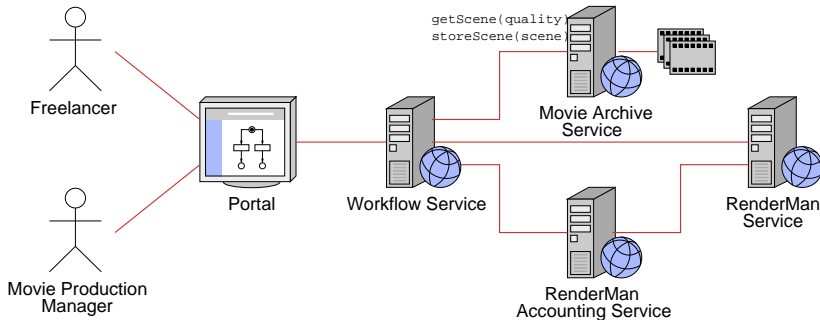 getScene(quality)
storeScene(scene)
Freelancer
Movie Archive
Service
Portal
Workflow Service
RenderMan
Service
Movie Production
Manager
RenderMan
Accounting Service